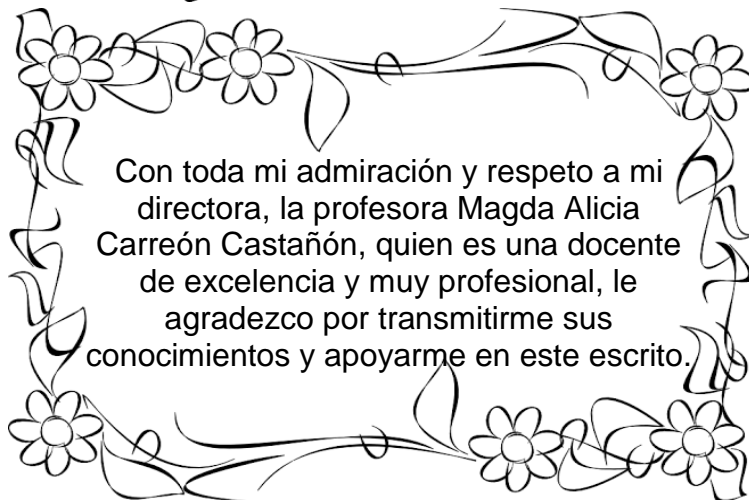 Con toda mi admiración y respeto a mi
directora, la profesora Magda Alicia
Carreón Castañón, quien es una docente
de excelencia y muy profesional, le
agradezco por transmitirme sus
conocimientos y apoyarme en este escrito.